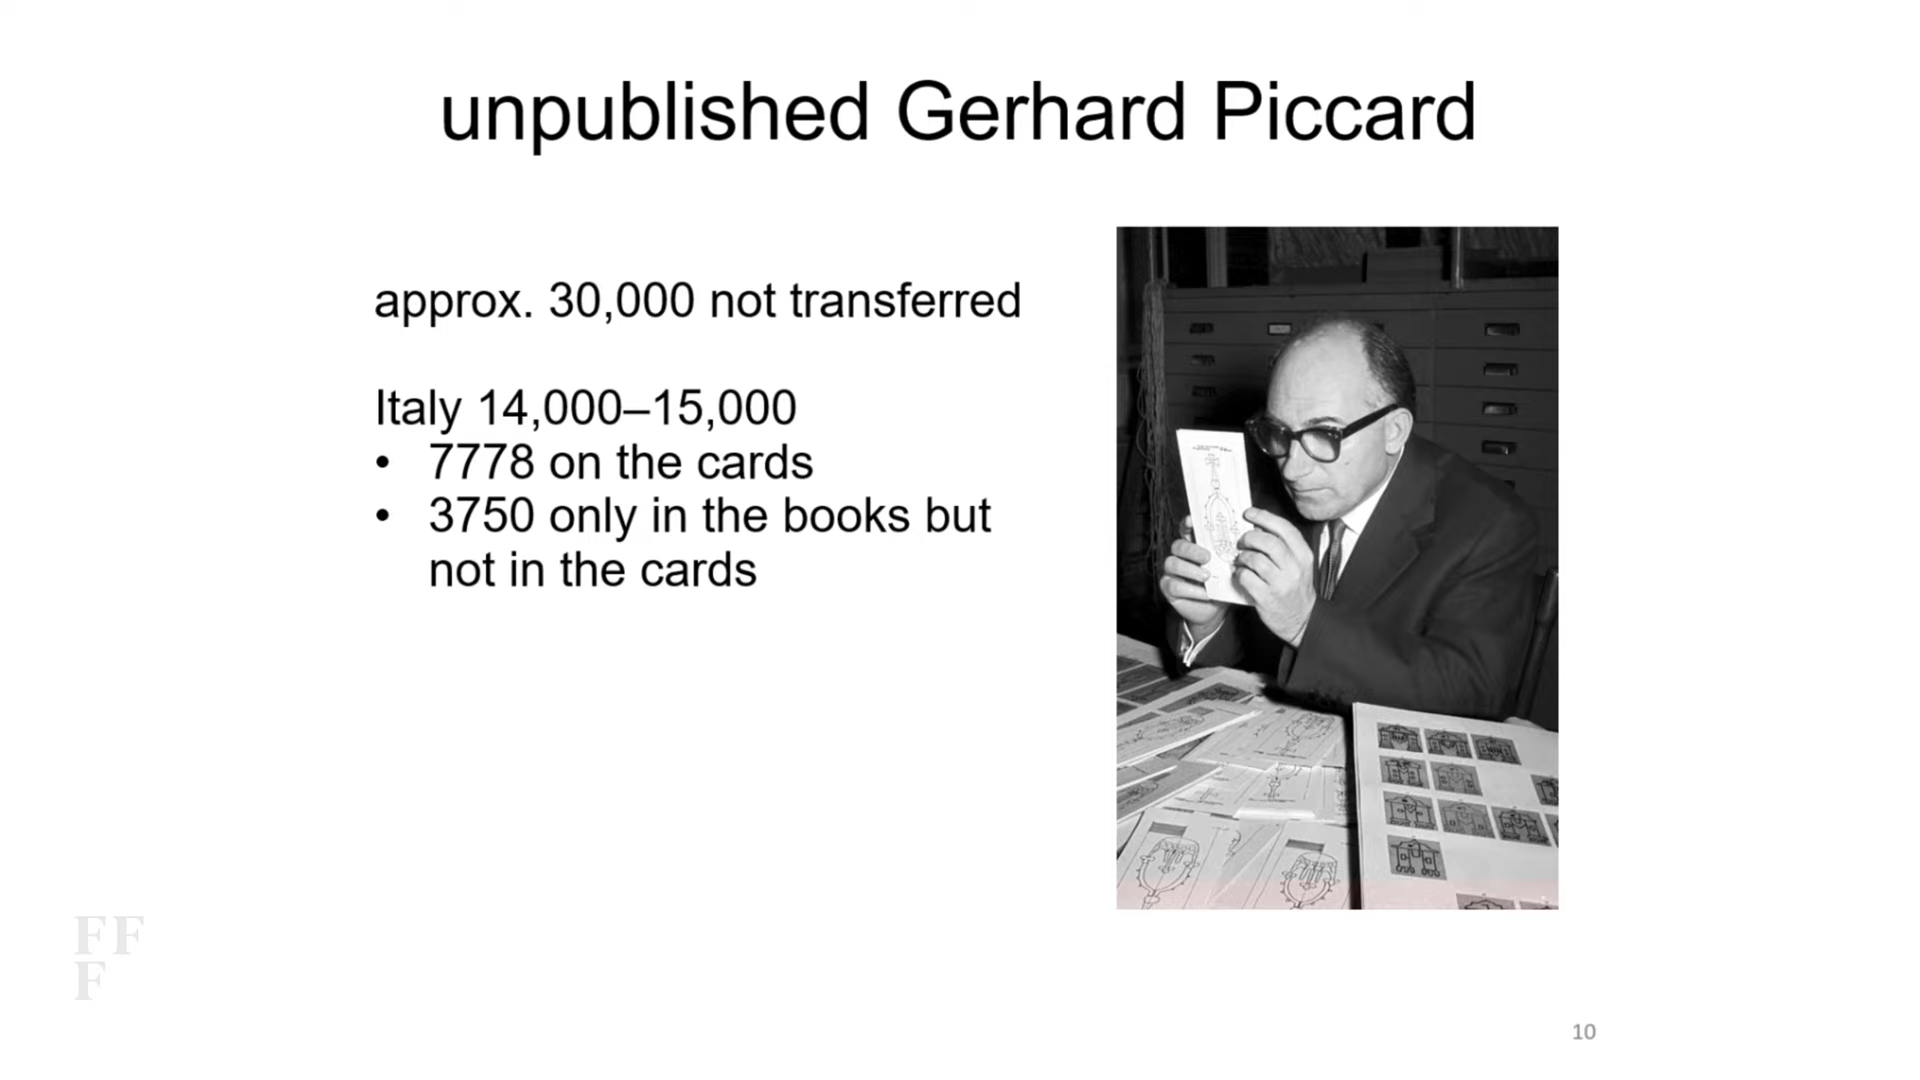 unpublished Gerhard Piccard
approx. 30,000 not transferred
Italy 14,000–15,000
• 7778 on the cards
• 3750 only in the books but
not in the cards
FF
F
10